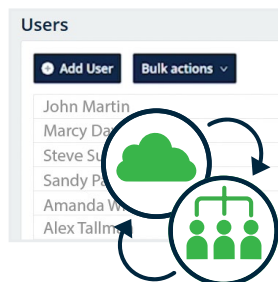 Users
Add User
Bulk actions
John Martin
Marcy
Steve
Sandy
Amanda
Alex